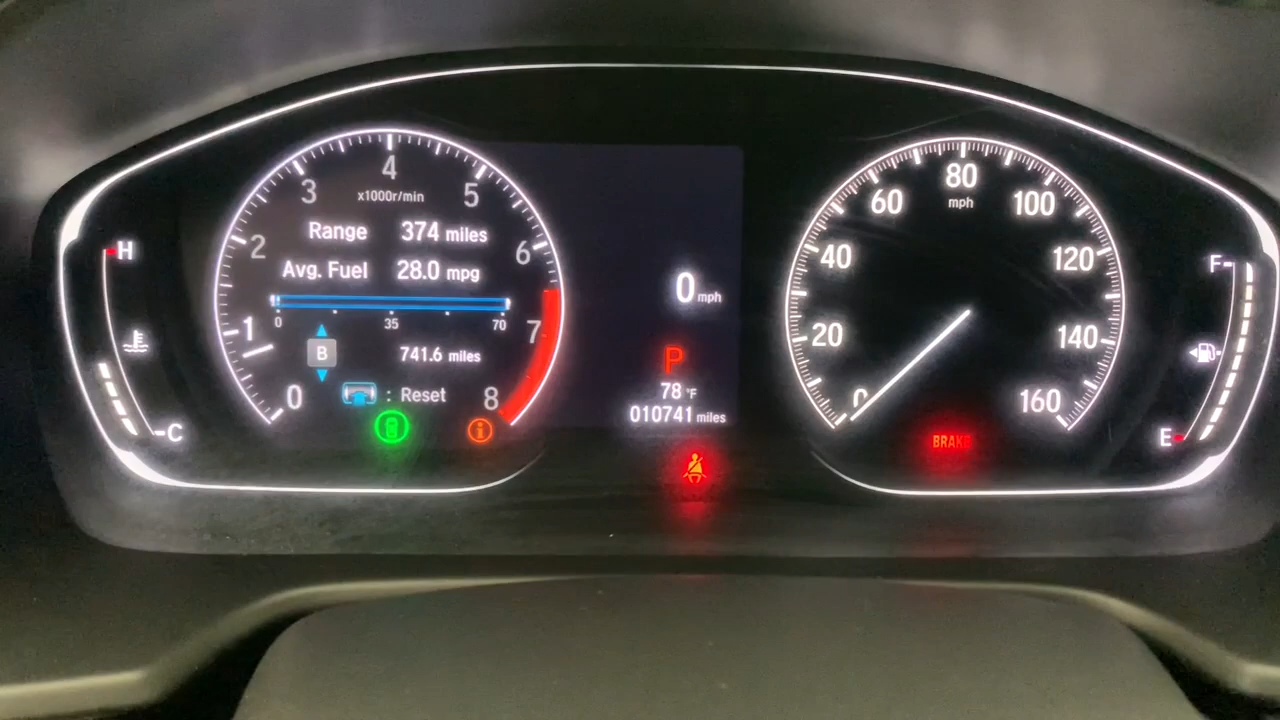 H
C
0
1
2
3
4
5
6
7
8
x1000r/min
Range 374 miles
Avg. Fuel 28.0 mpg
0 35 70
B 741.6 miles
: Reset
i
0 mph
P
78 °F
010741 miles
0
20
40
60
80
100
120
140
160
mph
BRAKE
F
E